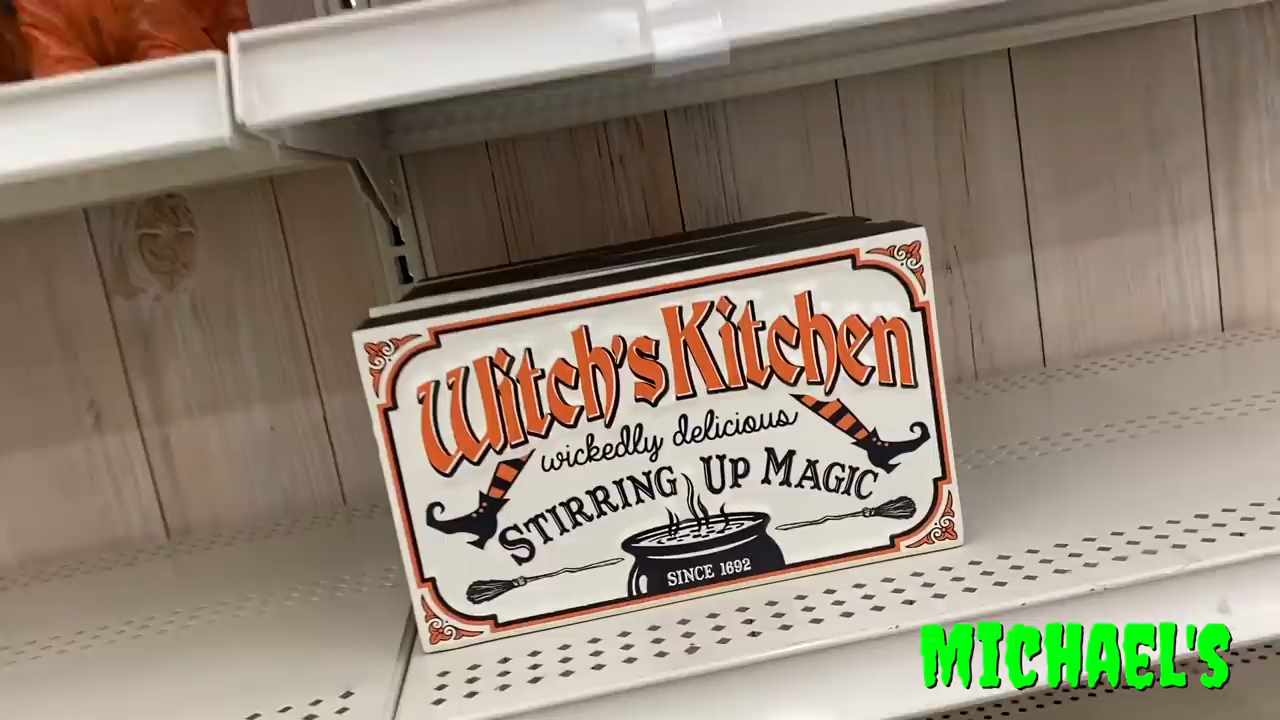 Witch's Kitchen
wickedly delicious
STIRRING UP MAGIC
SINCE 1692
MICHAEL'S